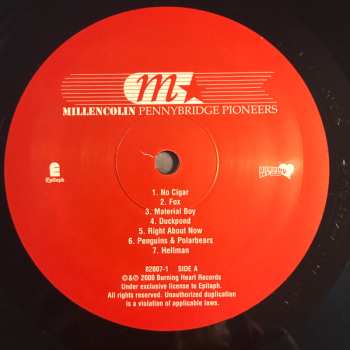 m
MILLENCOLIN PENNYBRIDGE PIONEERS
E
Epitaph
1. No Cigar
2. Fox
3. Material Boy
4. Duckpond
5. Right About Now
6. Penguins & Polarbears
7. Hellman
82807-1 SIDE A
©&℗ 2000 Burning Heart Records
Under exclusive license to Epitaph.
All rights reserved. Unauthorized duplication
is a violation of applicable laws.